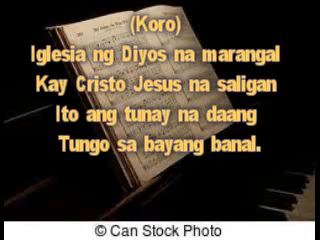 (Koro)
Iglesia ng Diyos na marangal
Kay Cristo Jesus na saligan
Ito ang tunay na daang
Tungo sa bayang banal.
© Can Stock Photo